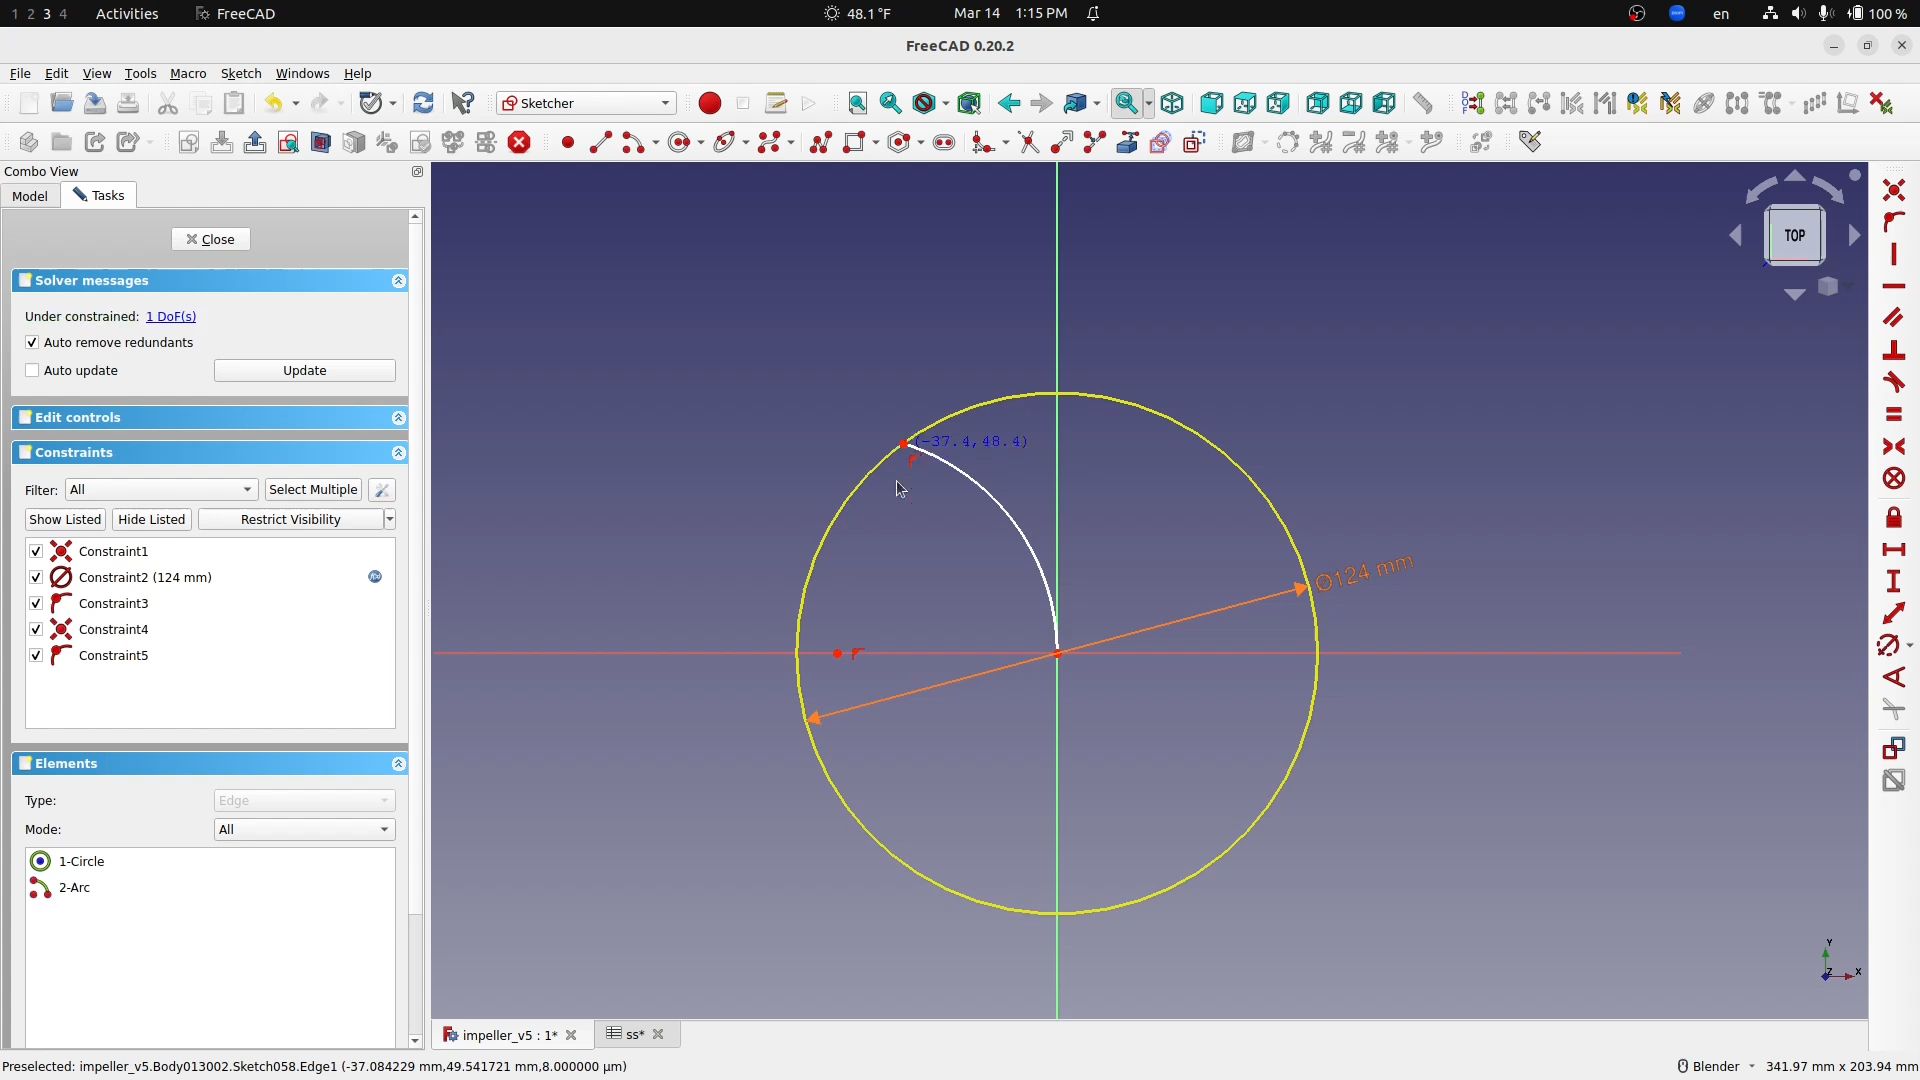 1 2 3 4 Activities FreeCAD 48.1 °F Mar 14 1:15 PM en 100 %
FreeCAD 0.20.2
File Edit View Tools Macro Sketch Windows Help
Sketcher
Combo View
Model Tasks
Close
Solver messages
Under constrained: 1 DoF(s)
Auto remove redundants
Auto update Update
Edit controls
Constraints
Filter: All Select Multiple
Show Listed Hide Listed Restrict Visibility
Constraint1
Constraint2 (124 mm)
Constraint3
Constraint4
Constraint5
Elements
Type: Edge
Mode: All
1-Circle
2-Arc
TOP
(-37.4,48.4)
∅124 mm
Y
Z X
impeller_v5 : 1* ss*
Preselected: impeller_v5.Body013002.Sketch058.Edge1 (-37.084229 mm,49.541721 mm,8.000000 µm) Blender 341.97 mm x 203.94 mm